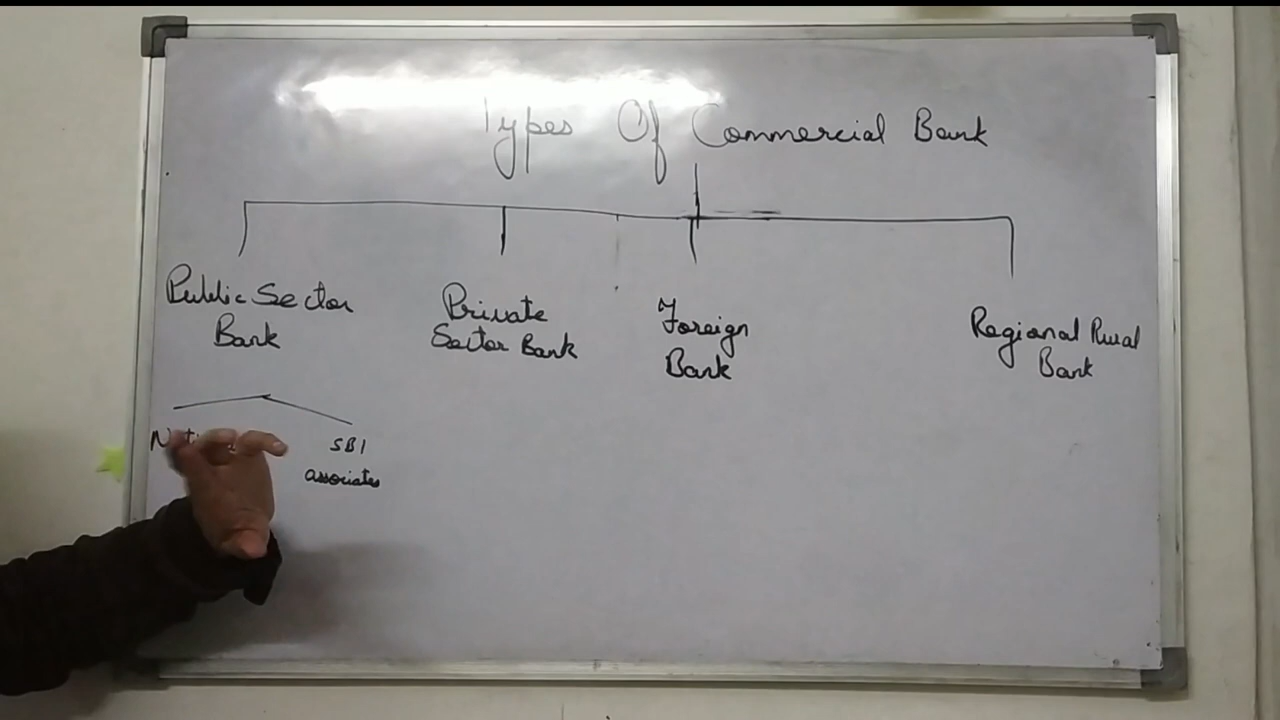 Types Of Commercial Bank
Public Sector
Bank
Private
Sector Bank
Foreign
Bank
Regional Rural
Bank
SBI
associates